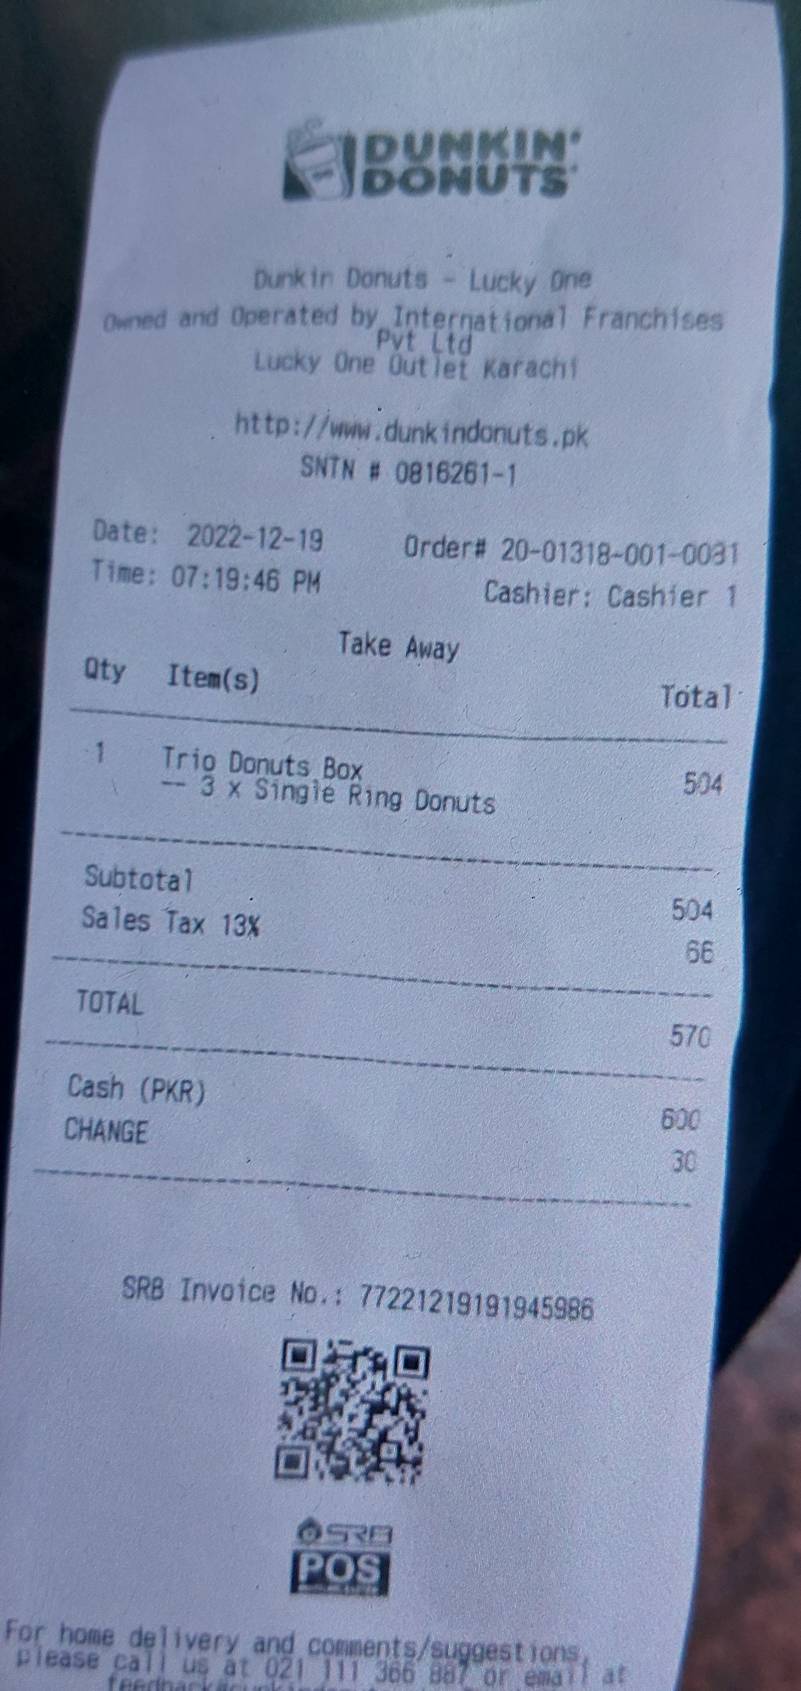 DUNKIN'
DONUTS
Dunkin Donuts - Lucky One
Owned and Operated by International Franchises
Pvt Ltd
Lucky One Outlet Karachi
http://www.dunkindonuts.pk
SNTN # 0816261-1
Date: 2022-12-19 Order# 20-01318-001-0031
Time: 07:19:46 PM Cashier: Cashier 1
Take Away
Qty Item(s) Total
1 Trio Donuts Box 504
-- 3 x Single Ring Donuts
Subtotal 504
Sales Tax 13% 66
TOTAL 570
Cash (PKR) 600
CHANGE 30
SRB Invoice No.: 77221219191945986
SRB
POS
For home delivery and comments/suggestions,
please call us at 021 111 366 887 or email at